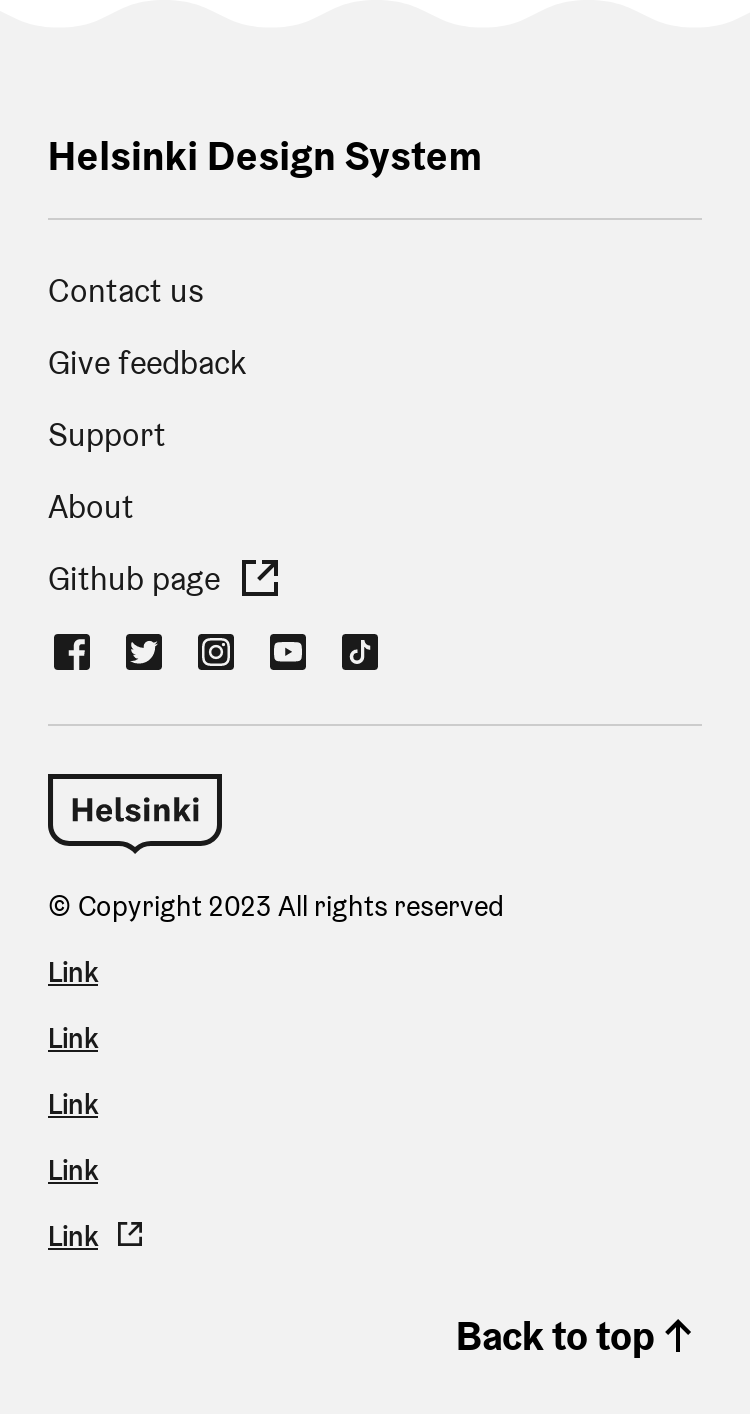 Helsinki Design System
Contact us
Give feedback
Support
About
Github page
Helsinki
© Copyright 2023 All rights reserved
Link
Link
Link
Link
Link
Back to top